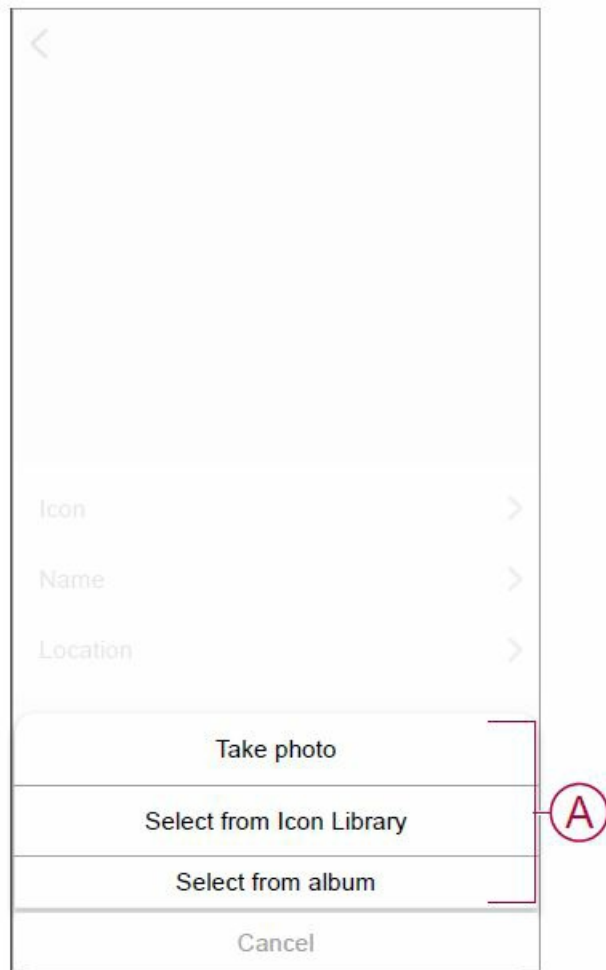 Icon
Name
Location
Take photo
Select from Icon Library
A
Select from album
Cancel